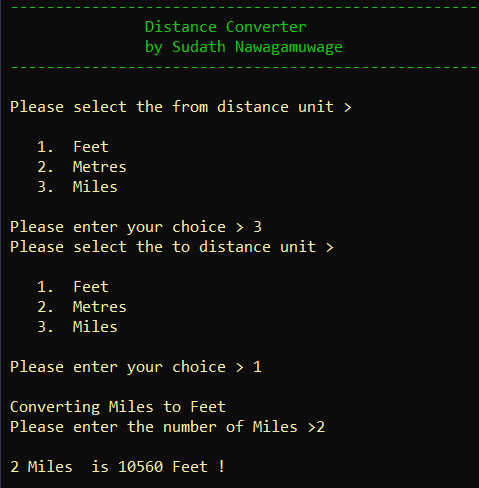 ----------------------------------------------------
Distance Converter
by Sudath Nawagamuwage
----------------------------------------------------
Please select the from distance unit >
1. Feet
2. Metres
3. Miles
Please enter your choice > 3
Please select the to distance unit >
1. Feet
2. Metres
3. Miles
Please enter your choice > 1
Converting Miles to Feet
Please enter the number of Miles >2
2 Miles  is 10560 Feet !